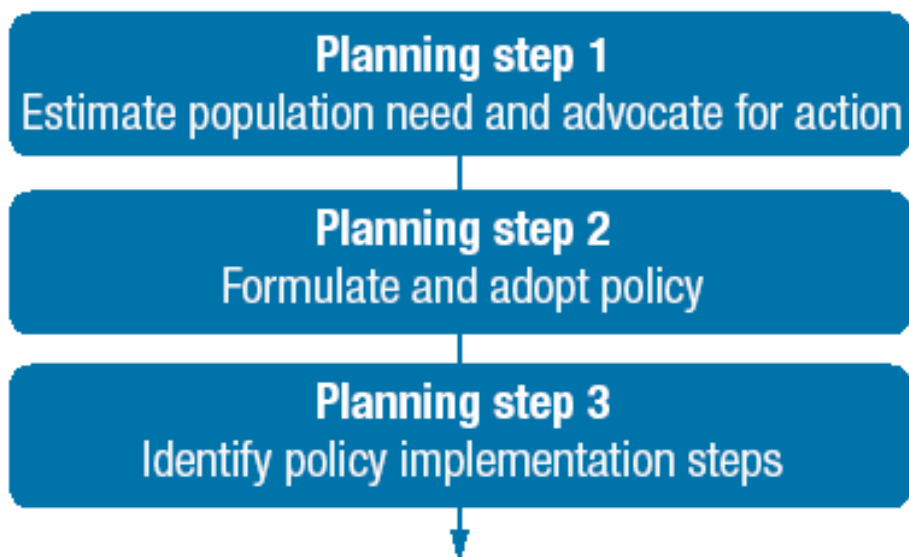 Planning step 1
Estimate population need and advocate for action
Planning step 2
Formulate and adopt policy
Planning step 3
Identify policy implementation steps